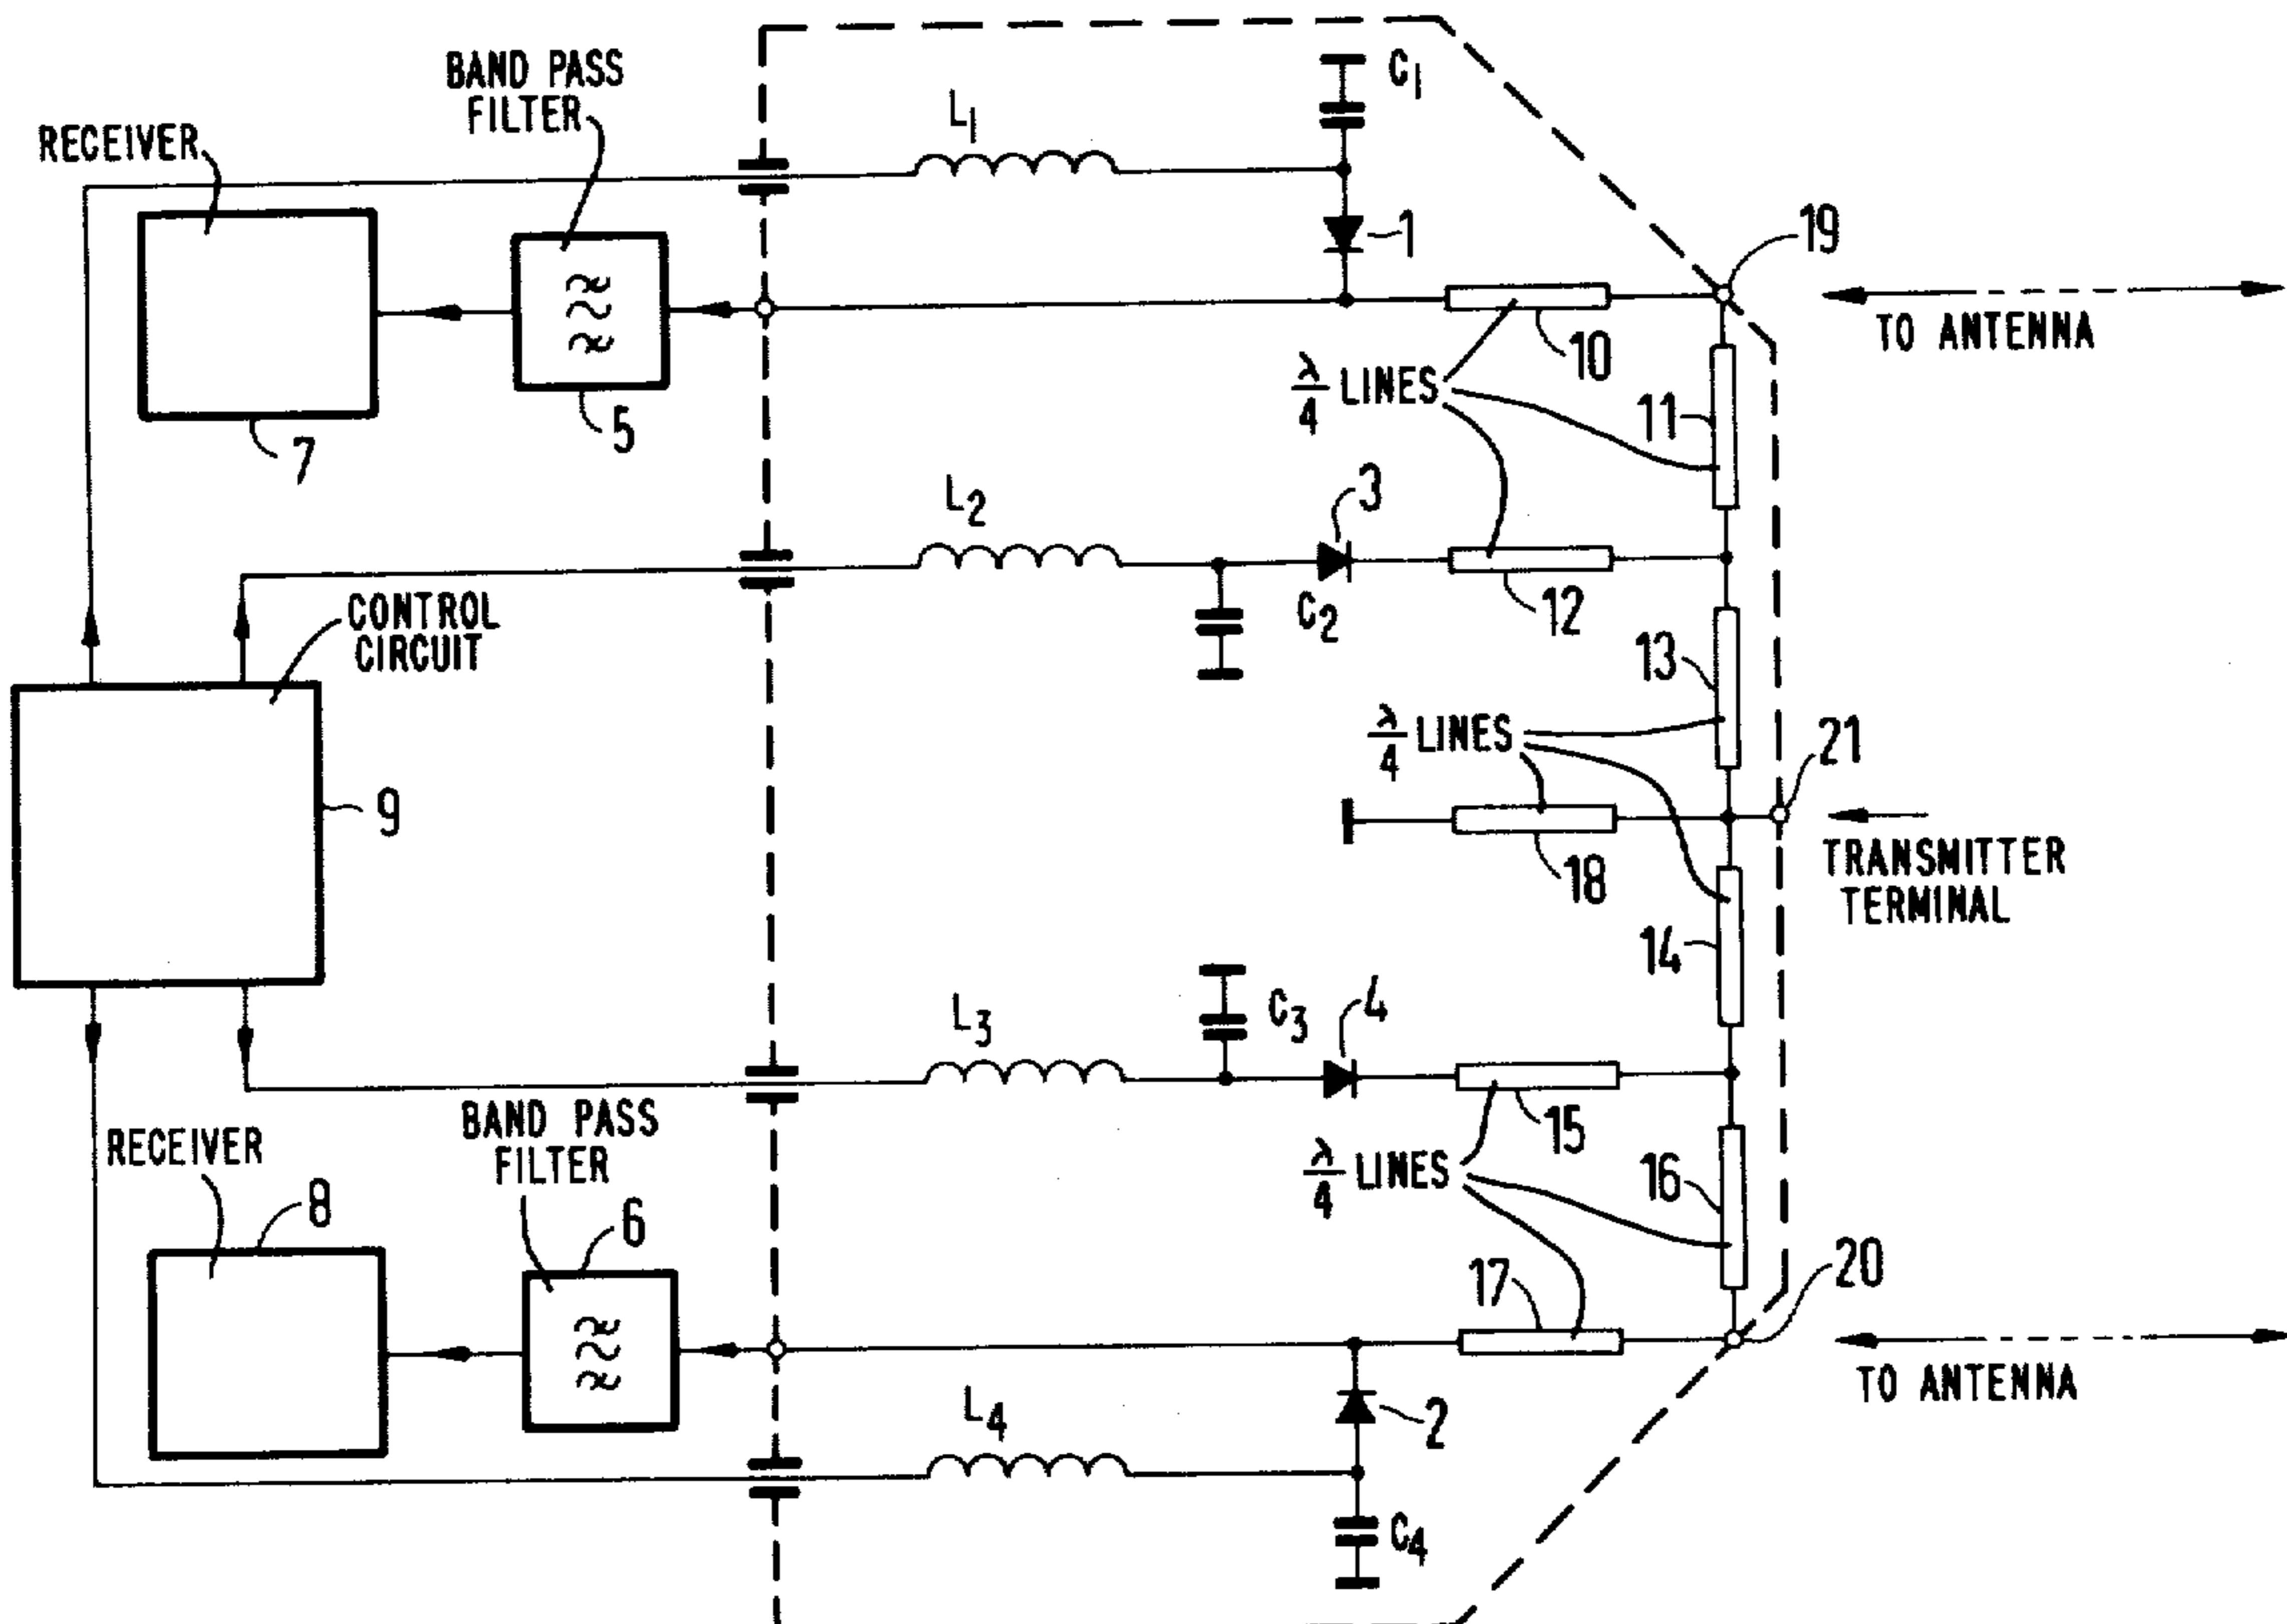 BAND PASS
FILTER
C1
L1
RECEIVER
1
19
TO ANTENNA
10
λ/4 LINES
11
5
7
L2
3
C2
12
CONTROL
CIRCUIT
13
λ/4 LINES
21
9
18
TRANSMITTER
TERMINAL
14
L3
C3
4
BAND PASS
FILTER
RECEIVER
15
λ/4 LINES
16
8
6
17
20
TO ANTENNA
L4
2
C4